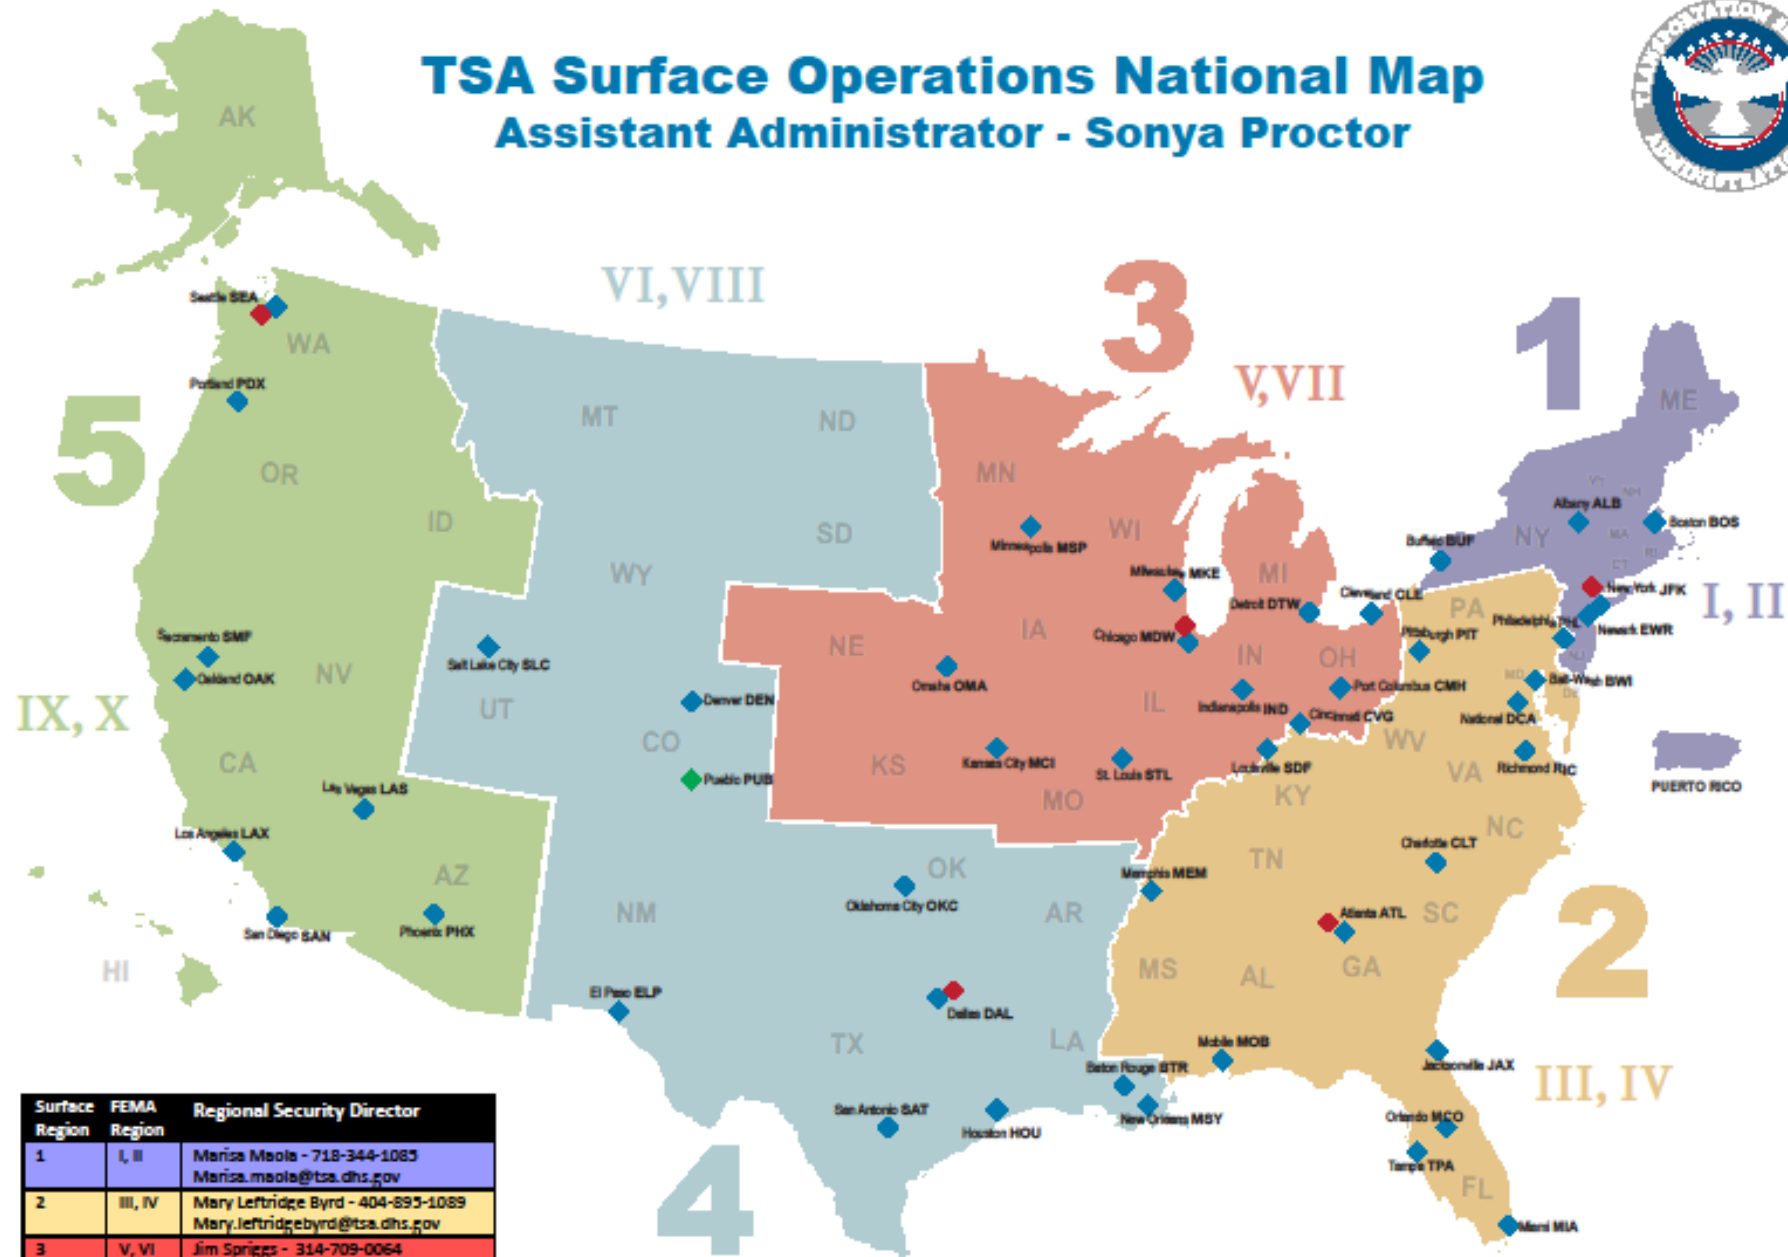 TSA Surface Operations National Map
Assistant Administrator - Sonya Proctor
AK
VI, VIII
3
V, VII
1
ME
Seattle SEA
WA
Portland PDX
5
MT
ND
OR
MN
ID
SD
WI
Minneapolis MSP
VT
NH
Albany ALB
Boston BOS
NY
MA
RI
CT
Buffalo BUF
WY
Milwaukee MKE
MI
Detroit DTW
Cleveland CLE
PA
New York JFK
I, II
Philadelphia PHL
Newark EWR
Pittsburgh PIT
Sacramento SMF
Oakland OAK
NV
Salt Lake City SLC
UT
NE
IA
Chicago MDW
IN
OH
NJ
MD
DE
Balt-Wash BWI
Omaha OMA
Port Columbus CMH
Indianapolis IND
IL
Denver DEN
National DCA
IX, X
CO
Cincinnati CVG
WV
CA
KS
Kansas City MCI
St. Louis STL
Louisville SDF
VA
Richmond RIC
Pueblo PUB
MO
KY
PUERTO RICO
Las Vegas LAS
Los Angeles LAX
NC
Charlotte CLT
AZ
OK
TN
Memphis MEM
Oklahoma City OKC
NM
AR
Atlanta ATL
SC
2
San Diego SAN
Phoenix PHX
HI
MS
AL
GA
El Paso ELP
Dallas DAL
TX
LA
Mobile MOB
Baton Rouge BTR
Jacksonville JAX
III, IV
San Antonio SAT
Houston HOU
New Orleans MSY
Orlando MCO
Tampa TPA
FL
Miami MIA
4
Surface Region FEMA Region Regional Security Director
1 I, II Marisa Maola - 718-344-1085
Marisa.maola@tsa.dhs.gov
2 III, IV Mary Leftridge Byrd - 404-895-1089
Mary.leftridgebyrd@tsa.dhs.gov
3 V, VI Jim Spriggs - 314-709-0064